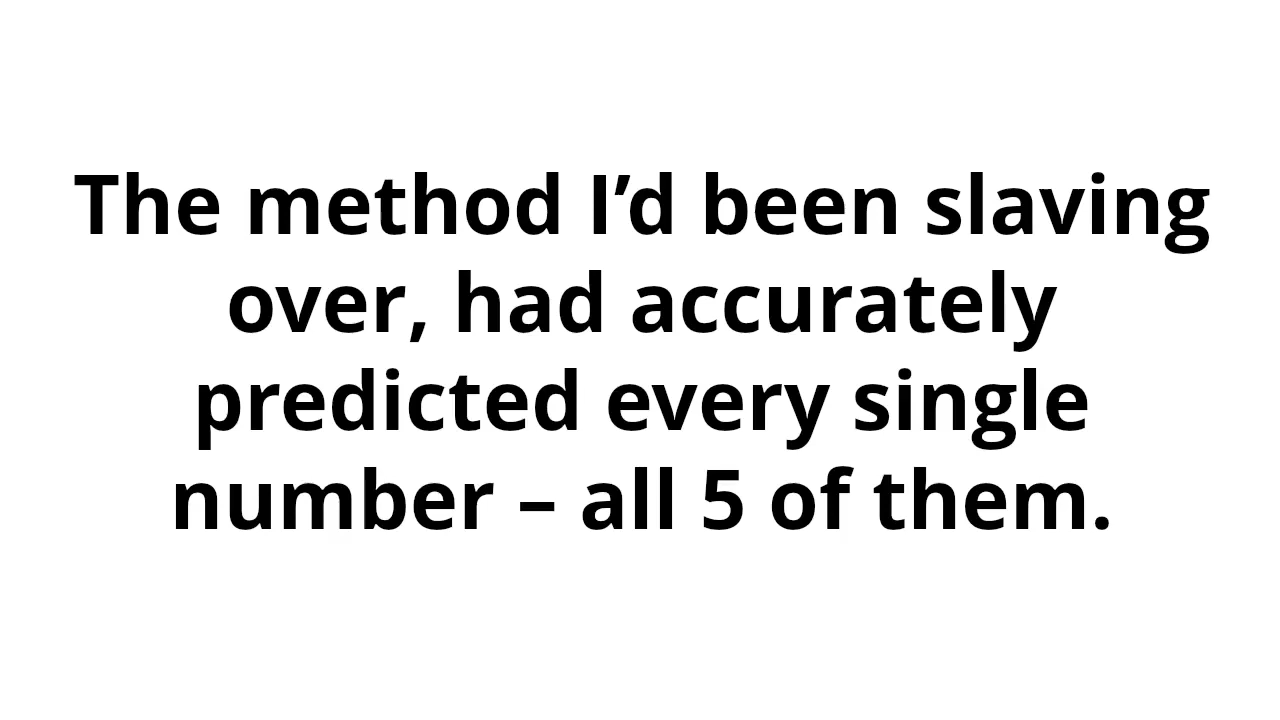 The method I’d been slaving
over, had accurately
predicted every single
number – all 5 of them.